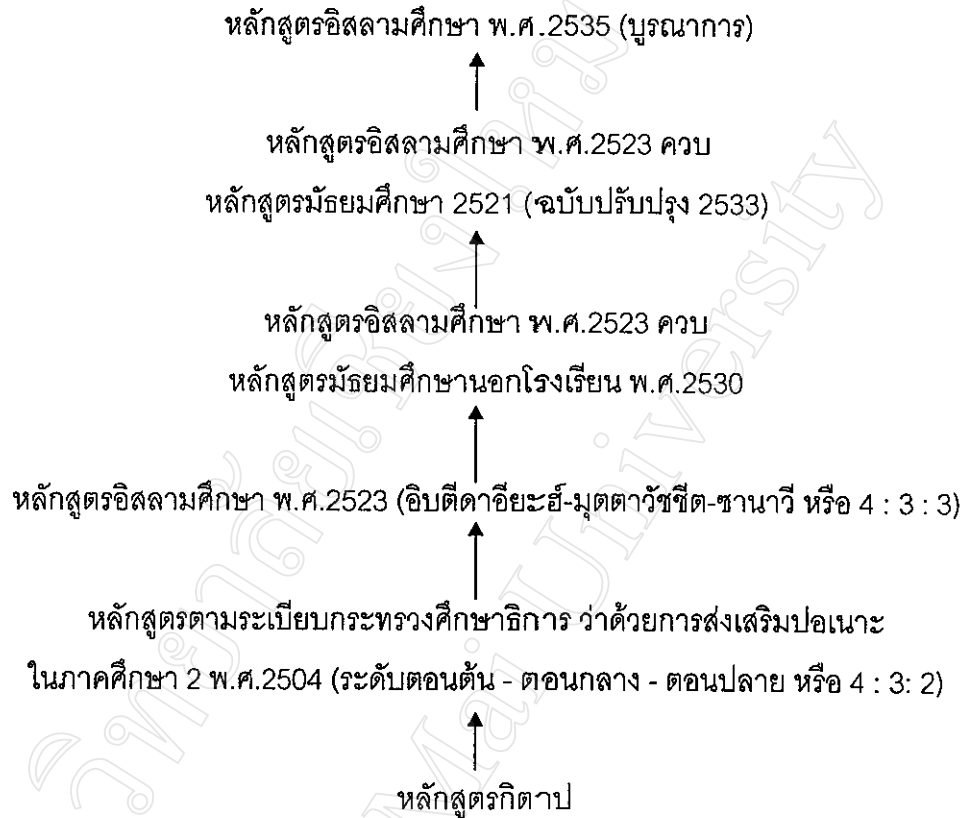 หลักสูตรอิสลามศึกษา พ.ศ.2535 (บูรณาการ)
หลักสูตรอิสลามศึกษา พ.ศ.2523 ควบ
หลักสูตรมัธยมศึกษา 2521 (ฉบับปรับปรุง 2533)
หลักสูตรอิสลามศึกษา พ.ศ.2523 ควบ
หลักสูตรมัธยมศึกษานอกโรงเรียน พ.ศ.2530
หลักสูตรอิสลามศึกษา พ.ศ.2523 (อิบตีดาอียะฮ์-มุตตาวัซซีต-ซานาวี หรือ 4 : 3 : 3)
หลักสูตรตามระเบียบกระทรวงศึกษาธิการ ว่าด้วยการส่งเสริมปอเนาะ
ในภาคศึกษา 2 พ.ศ.2504 (ระดับตอนต้น - ตอนกลาง - ตอนปลาย หรือ 4 : 3: 2)
หลักสูตรกิตาป